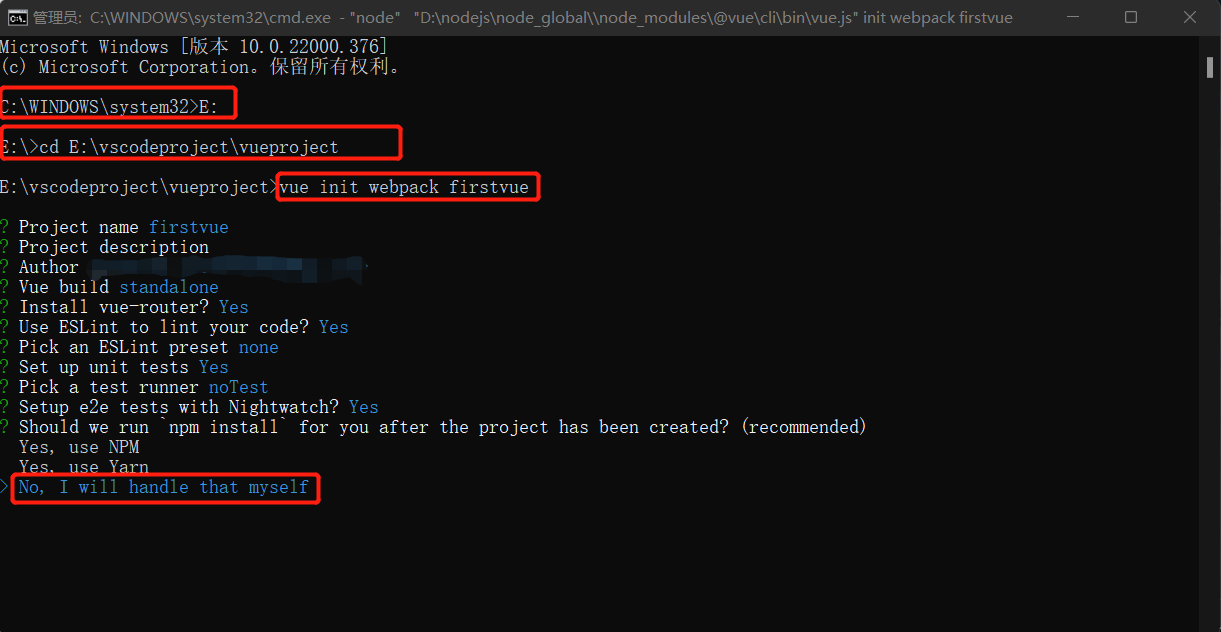 管理员: C:\WINDOWS\system32\cmd.exe - "node" "D:\nodejs\node_global\\node_modules\@vue\cli\bin\vue.js" init webpack firstvue
Microsoft Windows [版本 10.0.22000.376]
(c) Microsoft Corporation。保留所有权利。
C:\WINDOWS\system32>E:
E:\>cd E:\vscodeproject\vueproject
E:\vscodeproject\vueproject>vue init webpack firstvue
? Project name firstvue
? Project description
? Author
? Vue build standalone
? Install vue-router? Yes
? Use ESLint to lint your code? Yes
? Pick an ESLint preset none
? Set up unit tests Yes
? Pick a test runner noTest
? Setup e2e tests with Nightwatch? Yes
? Should we run `npm install` for you after the project has been created? (recommended)
Yes, use NPM
Yes, use Yarn
> No, I will handle that myself